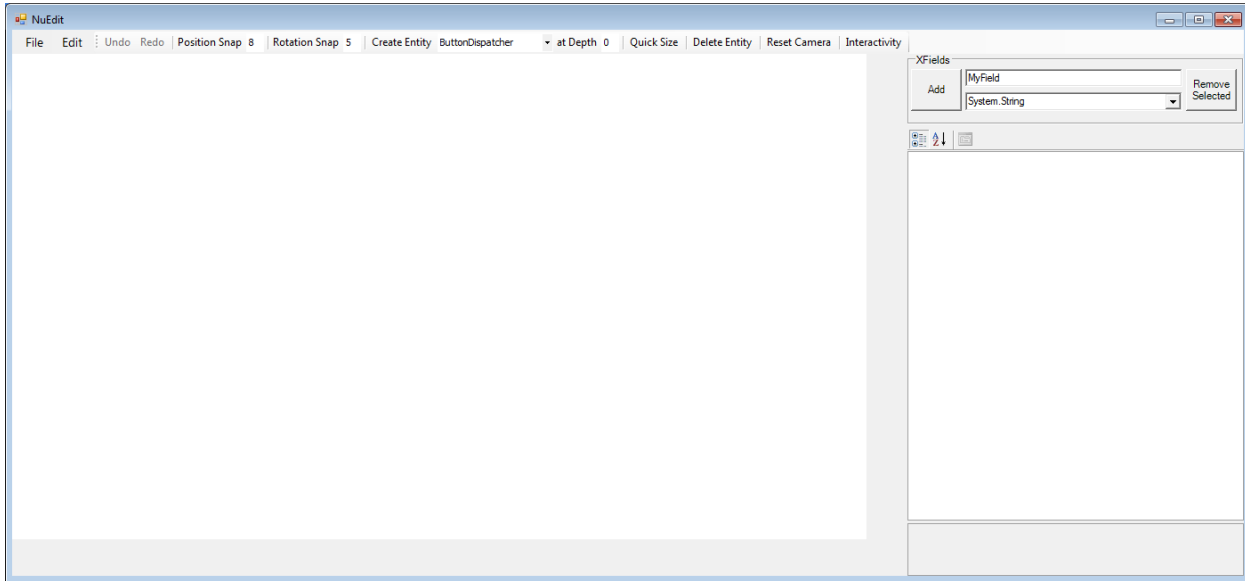 NuEdit
File Edit Undo Redo Position Snap 8 Rotation Snap 5 Create Entity ButtonDispatcher at Depth 0 Quick Size Delete Entity Reset Camera Interactivity
XFields
Add
MyField
System.String
Remove
Selected
A
Z